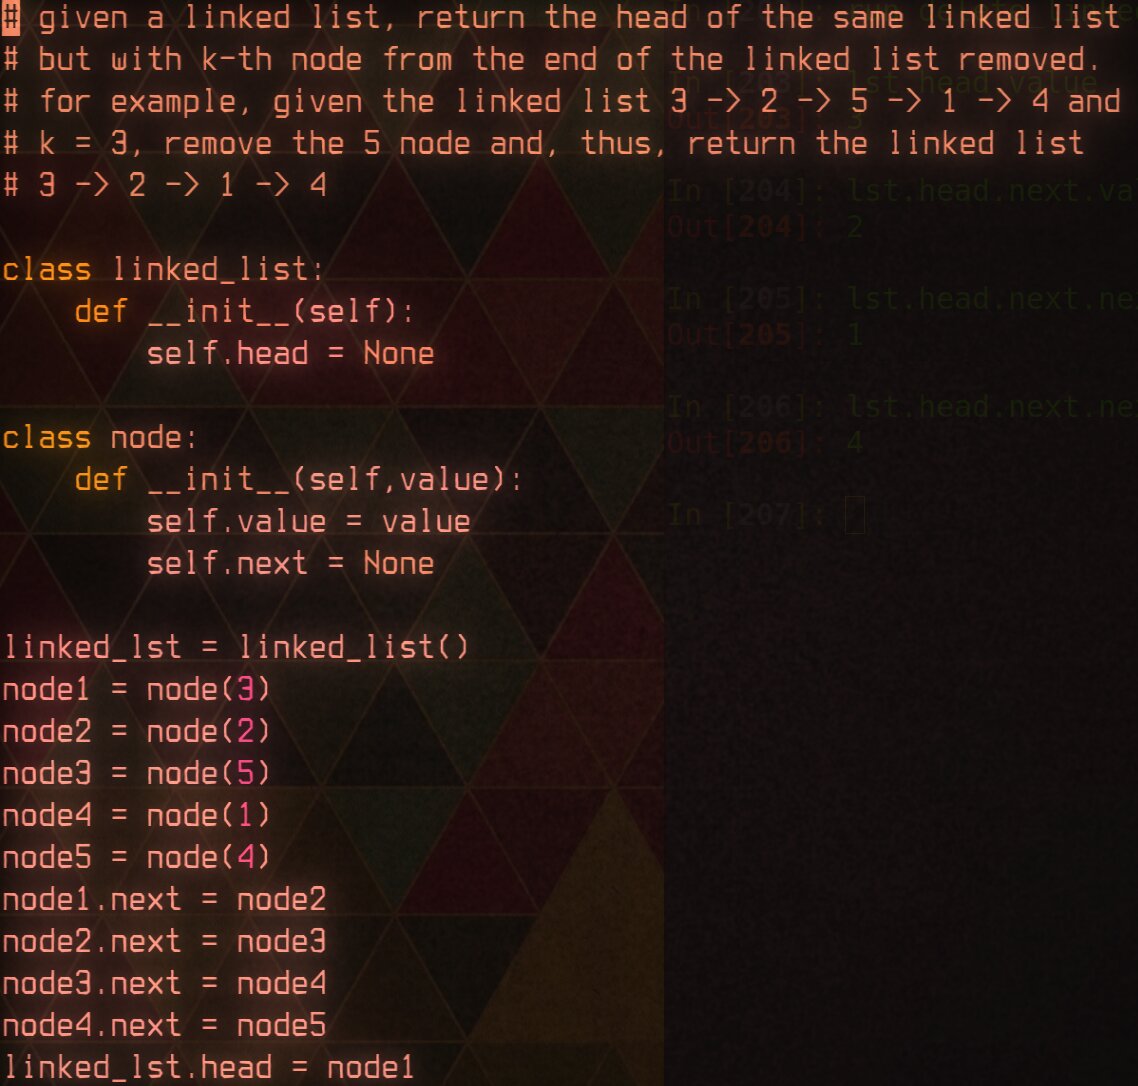 # given a linked list, return the head of the same linked list
# but with k-th node from the end of the linked list removed.
# for example, given the linked list 3 -> 2 -> 5 -> 1 -> 4 and
# k = 3, remove the 5 node and, thus, return the linked list
# 3 -> 2 -> 1 -> 4
class linked_list:
def __init__(self):
self.head = None
class node:
def __init__(self,value):
self.value = value
self.next = None
linked_lst = linked_list()
node1 = node(3)
node2 = node(2)
node3 = node(5)
node4 = node(1)
node5 = node(4)
node1.next = node2
node2.next = node3
node3.next = node4
node4.next = node5
linked_lst.head = node1
lst.head.value
Out[203]: 3
In [204]: lst.head.next.va
Out[204]: 2
In [205]: lst.head.next.ne
Out[205]: 1
In [206]: lst.head.next.ne
Out[206]: 4
In [207]: